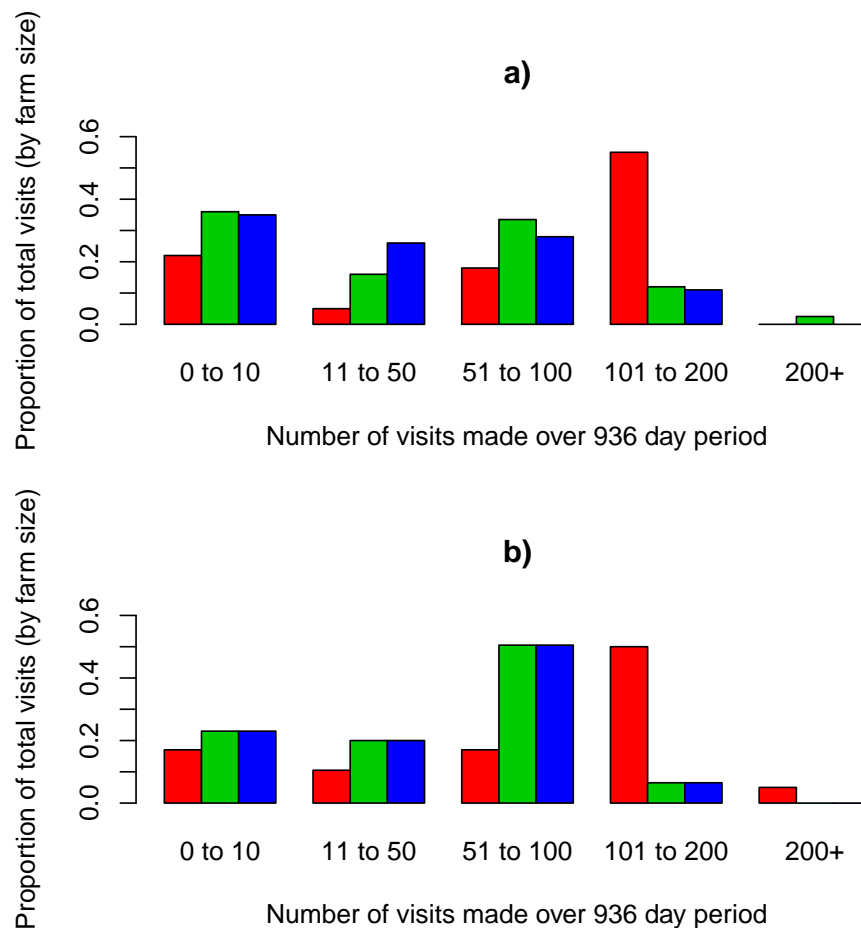 a)
Proportion of total visits (by farm size)
0.0 0.2 0.4 0.6
0 to 10 11 to 50 51 to 100 101 to 200 200+
Number of visits made over 936 day period
b)
Proportion of total visits (by farm size)
0.0 0.2 0.4 0.6
0 to 10 11 to 50 51 to 100 101 to 200 200+
Number of visits made over 936 day period